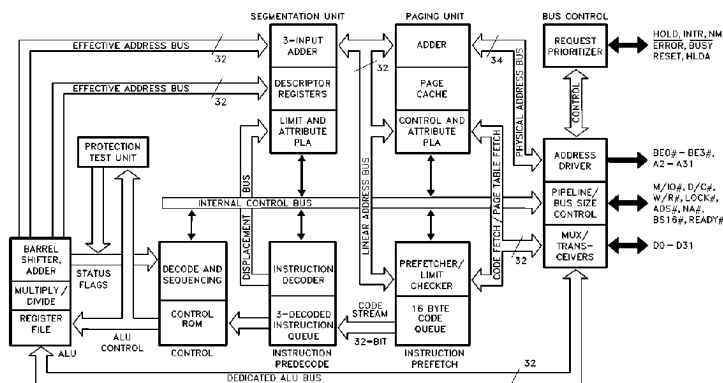 SEGMENTATION UNIT
PAGING UNIT
BUS CONTROL
EFFECTIVE ADDRESS BUS
32
EFFECTIVE ADDRESS BUS
32
3-INPUT
ADDER
DESCRIPTOR
REGISTERS
LIMIT AND
ATTRIBUTE
PLA
32
ADDER
PAGE
CACHE
CONTROL AND
ATTRIBUTE
PLA
34
PHYSICAL ADDRESS BUS
REQUEST
PRIORITIZER
HOLD, INTR, NM
ERROR, BUSY
RESET, HLDA
CONTROL
PROTECTION
TEST UNIT
ADDRESS
DRIVER
BE0# - BE3#,
A2 - A31
INTERNAL CONTROL BUS
PIPELINE/
BUS SIZE
CONTROL
M/IO#, D/C#,
W/R#, LOCK#,
ADS#, NA#,
BS16#, READY#
MUX/
TRANS-
CEIVERS
D0 - D31
DISPLACEMENT BUS
LINEAR ADDRESS BUS
CODE FETCH / PAGE TABLE FETCH
32
BARREL
SHIFTER,
ADDER
MULTIPLY/
DIVIDE
REGISTER
FILE
ALU
STATUS
FLAGS
ALU
CONTROL
DECODE AND
SEQUENCING
CONTROL
ROM
CONTROL
INSTRUCTION
DECODER
3-DECODED
INSTRUCTION
QUEUE
INSTRUCTION
PREDECODE
CODE
STREAM
32-BIT
PREFETCHER/
LIMIT
CHECKER
16 BYTE
CODE
QUEUE
INSTRUCTION
PREFETCH
DEDICATED ALU BUS
32